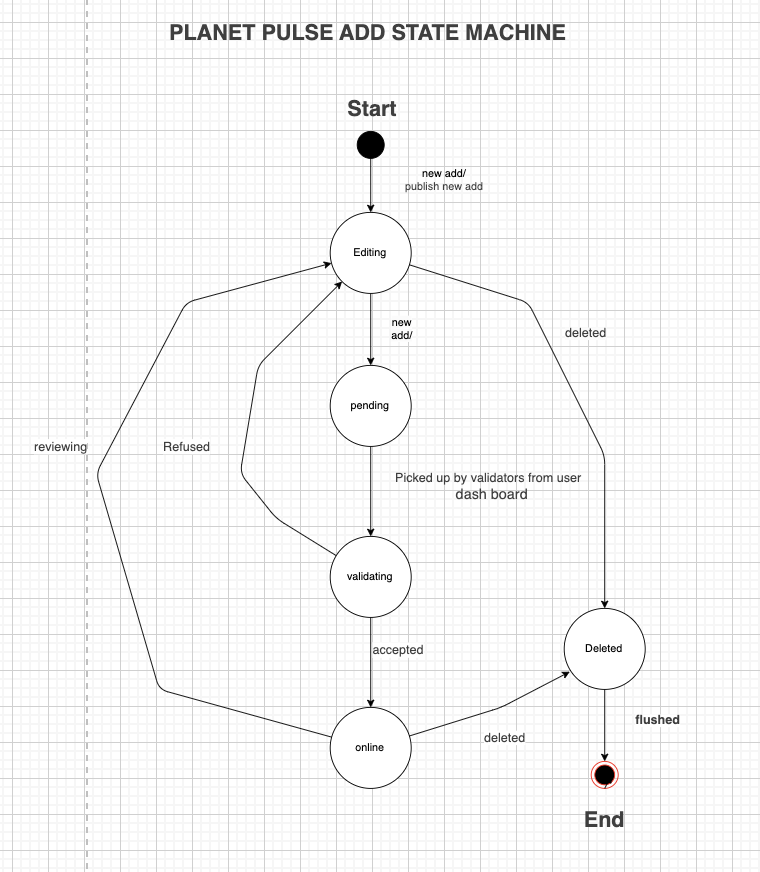 PLANET PULSE ADD STATE MACHINE
Start
new add/
publish new add
Editing
new
add/
deleted
pending
reviewing
Refused
Picked up by validators from user
dash board
validating
accepted
Deleted
online
deleted
flushed
End